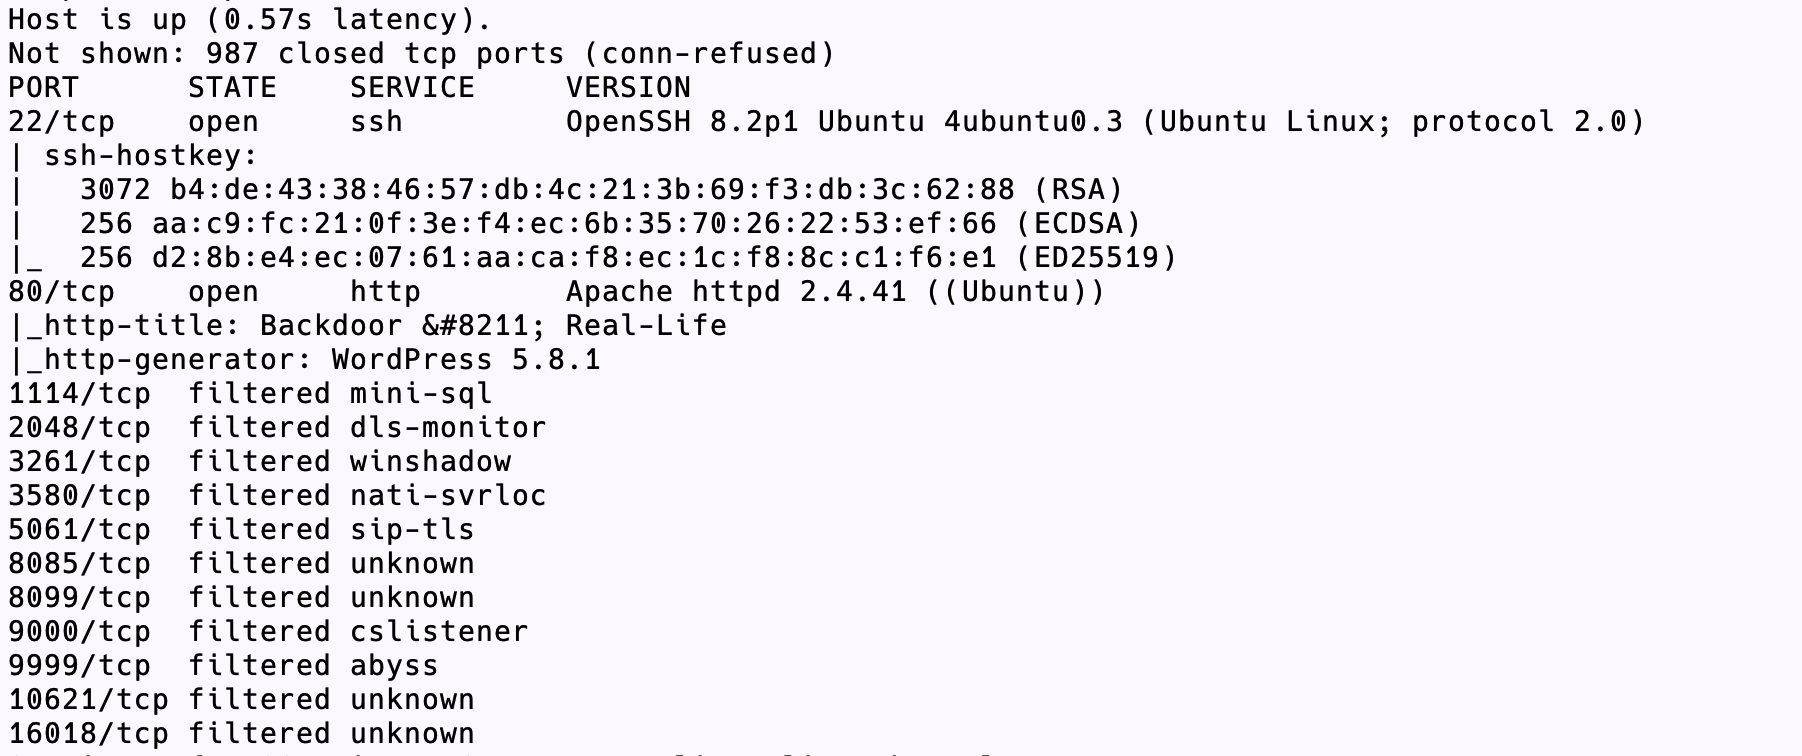 Host is up (0.57s latency).
Not shown: 987 closed tcp ports (conn-refused)
PORT      STATE    SERVICE     VERSION
22/tcp    open     ssh         OpenSSH 8.2p1 Ubuntu 4ubuntu0.3 (Ubuntu Linux; protocol 2.0)
| ssh-hostkey:
|   3072 b4:de:43:38:46:57:db:4c:21:3b:69:f3:db:3c:62:88 (RSA)
|   256 aa:c9:fc:21:0f:3e:f4:ec:6b:35:70:26:22:53:ef:66 (ECDSA)
|_  256 d2:8b:e4:ec:07:61:aa:ca:f8:ec:1c:f8:8c:c1:f6:e1 (ED25519)
80/tcp    open     http        Apache httpd 2.4.41 ((Ubuntu))
|_http-title: Backdoor &#8211; Real-Life
|_http-generator: WordPress 5.8.1
1114/tcp  filtered mini-sql
2048/tcp  filtered dls-monitor
3261/tcp  filtered winshadow
3580/tcp  filtered nati-svrloc
5061/tcp  filtered sip-tls
8085/tcp  filtered unknown
8099/tcp  filtered unknown
9000/tcp  filtered cslistener
9999/tcp  filtered abyss
10621/tcp filtered unknown
16018/tcp filtered unknown